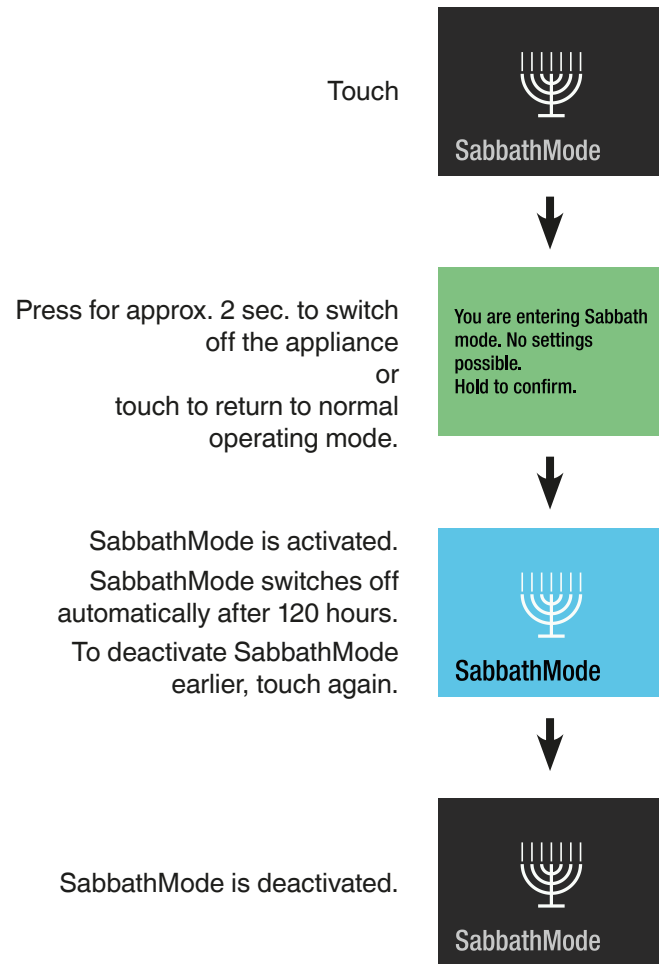 Touch
SabbathMode
Press for approx. 2 sec. to switch
off the appliance
or
touch to return to normal
operating mode.
You are entering Sabbath
mode. No settings
possible.
Hold to confirm.
SabbathMode is activated.
SabbathMode switches off
automatically after 120 hours.
To deactivate SabbathMode
earlier, touch again.
SabbathMode
SabbathMode is deactivated.
SabbathMode